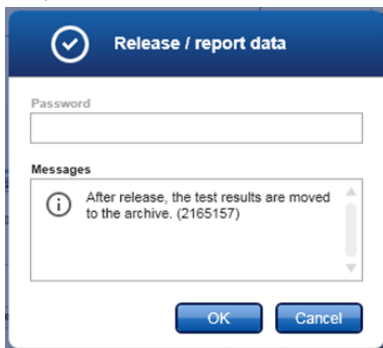 Release / report data
Password
Messages
After release, the test results are moved
to the archive. (2165157)
OK
Cancel